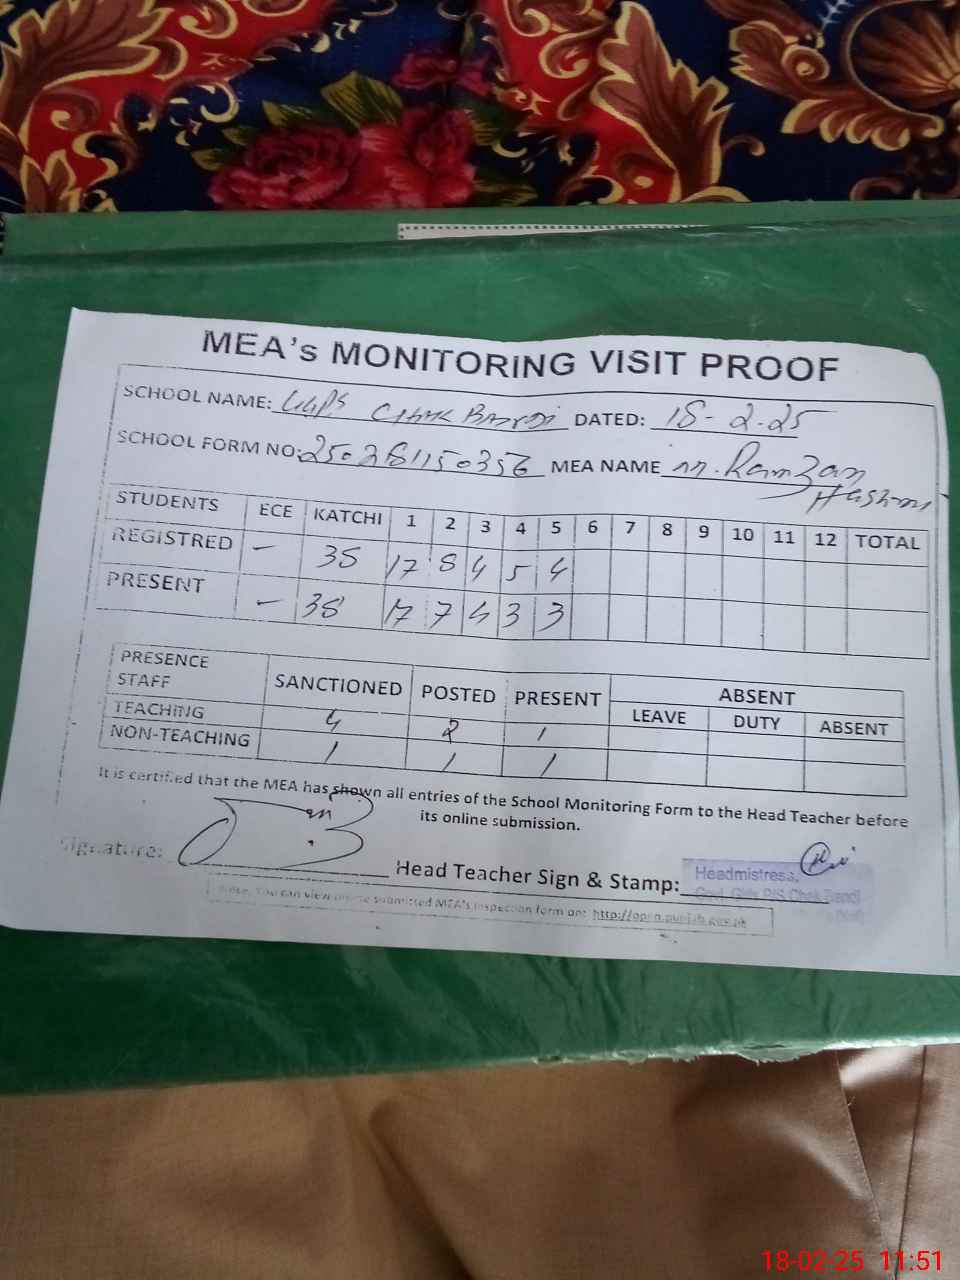 MEA's MONITORING VISIT PROOF
SCHOOL NAME: GGPS CHAK BANDI DATED: 18-2-25
SCHOOL FORM NO: MEA NAME M. Ramzan Hashmi
STUDENTS ECE KATCHI 1 2 3 4 5 6 7 8 9 10 11 12 TOTAL
REGISTRED – 38 17 8 4 5 4
PRESENT – 38 17 7 4 3 3
PRESENCE STAFF SANCTIONED POSTED PRESENT ABSENT
LEAVE DUTY ABSENT
TEACHING 4 2 1
NON-TEACHING 1 1 1
It is certified that the MEA has shown all entries of the School Monitoring Form to the Head Teacher before
its online submission.
Signature: Head Teacher Sign & Stamp:
Headmistress,
Govt. Girls P/S Chak Bandi
Note: You can view online submitted MEA's inspection form on: http://open.punjab.gov.pk
18-02-25 11:51